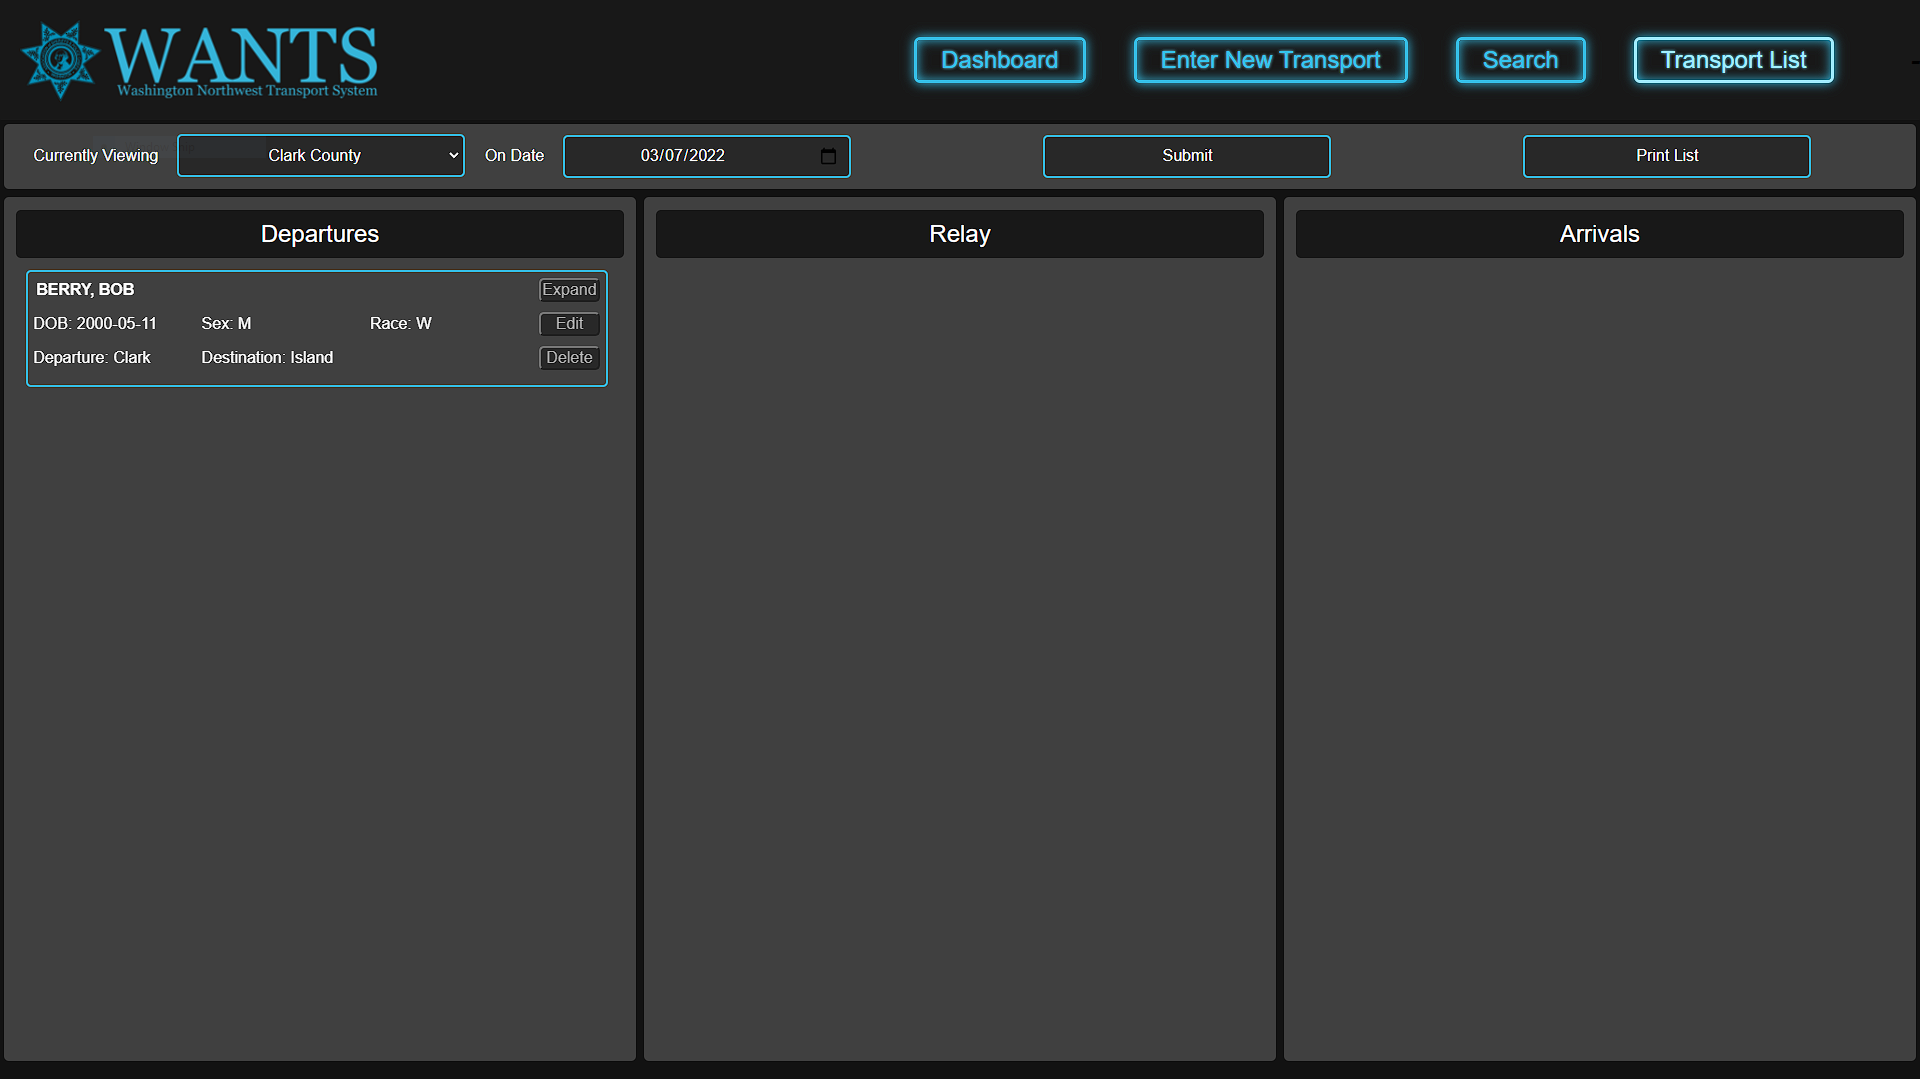 WANTS
Washington Northwest Transport System
Dashboard
Enter New Transport
Search
Transport List
Currently Viewing
Clark County
On Date
03/07/2022
Submit
Print List
Departures
BERRY, BOB
Expand
DOB: 2000-05-11
Sex: M
Race: W
Edit
Departure: Clark
Destination: Island
Delete
Relay
Arrivals